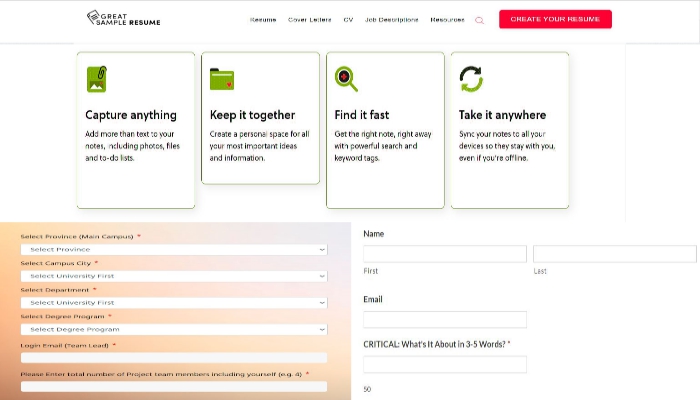 GREAT
SAMPLE RESUME
Resume Cover Letters CV Job Descriptions Resources
CREATE YOUR RESUME
Capture anything
Add more than text to your
notes, including photos, files
and to-do lists.
Keep it together
Create a personal space for all
your most important ideas
and information.
Find it fast
Get the right note, right away
with powerful search and
keyword tags.
Take it anywhere
Sync your notes to all your
devices so they stay with you,
even if you're offline.
Select Province (Main Campus) *
Select Province
Select Campus City *
Select University First
Select Department *
Select University First
Select Degree Program *
Select Degree Program
Login Email (Team Lead) *
Please Enter total number of Project team members including yourself (e.g. 4) *
Name
First Last
Email
CRITICAL: What's It About in 3-5 Words? *
50